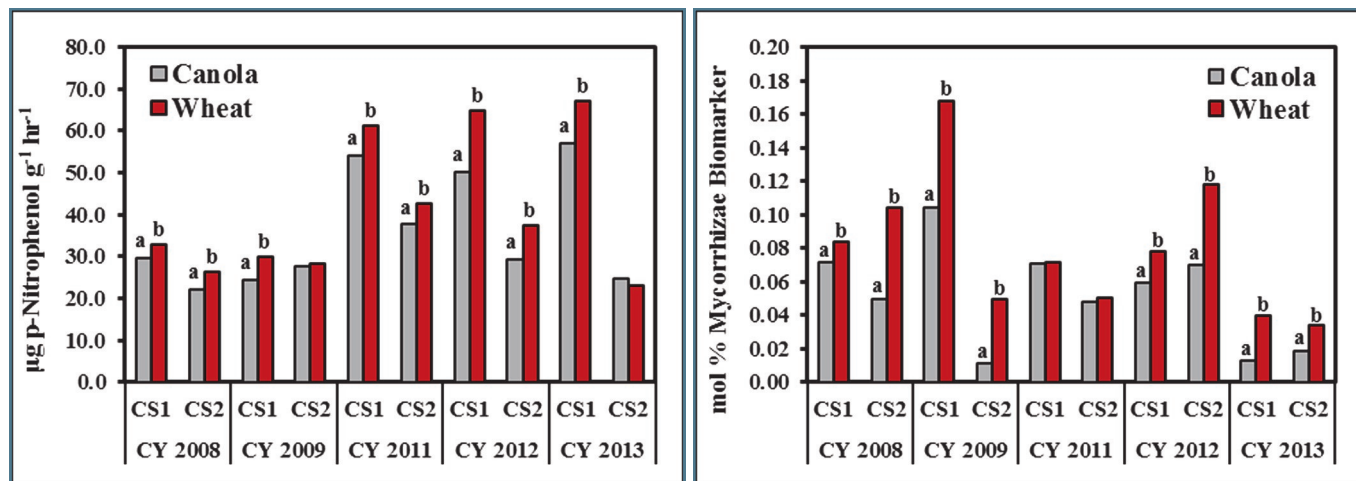 80.0
70.0
60.0
50.0
40.0
30.0
20.0
10.0
0.0
µg p-Nitrophenol g⁻¹ hr⁻¹
Canola
Wheat
a b a b a b a b a b a b a b a b
CS1 CS2 CS1 CS2 CS1 CS2 CS1 CS2 CS1 CS2
CY 2008 CY 2009 CY 2011 CY 2012 CY 2013
0.20
0.18
0.16
0.14
0.12
0.10
0.08
0.06
0.04
0.02
0.00
mol % Mycorrhizae Biomarker
Canola
Wheat
a b a b a b a b a b a b a b a b
CS1 CS2 CS1 CS2 CS1 CS2 CS1 CS2 CS1 CS2
CY 2008 CY 2009 CY 2011 CY 2012 CY 2013